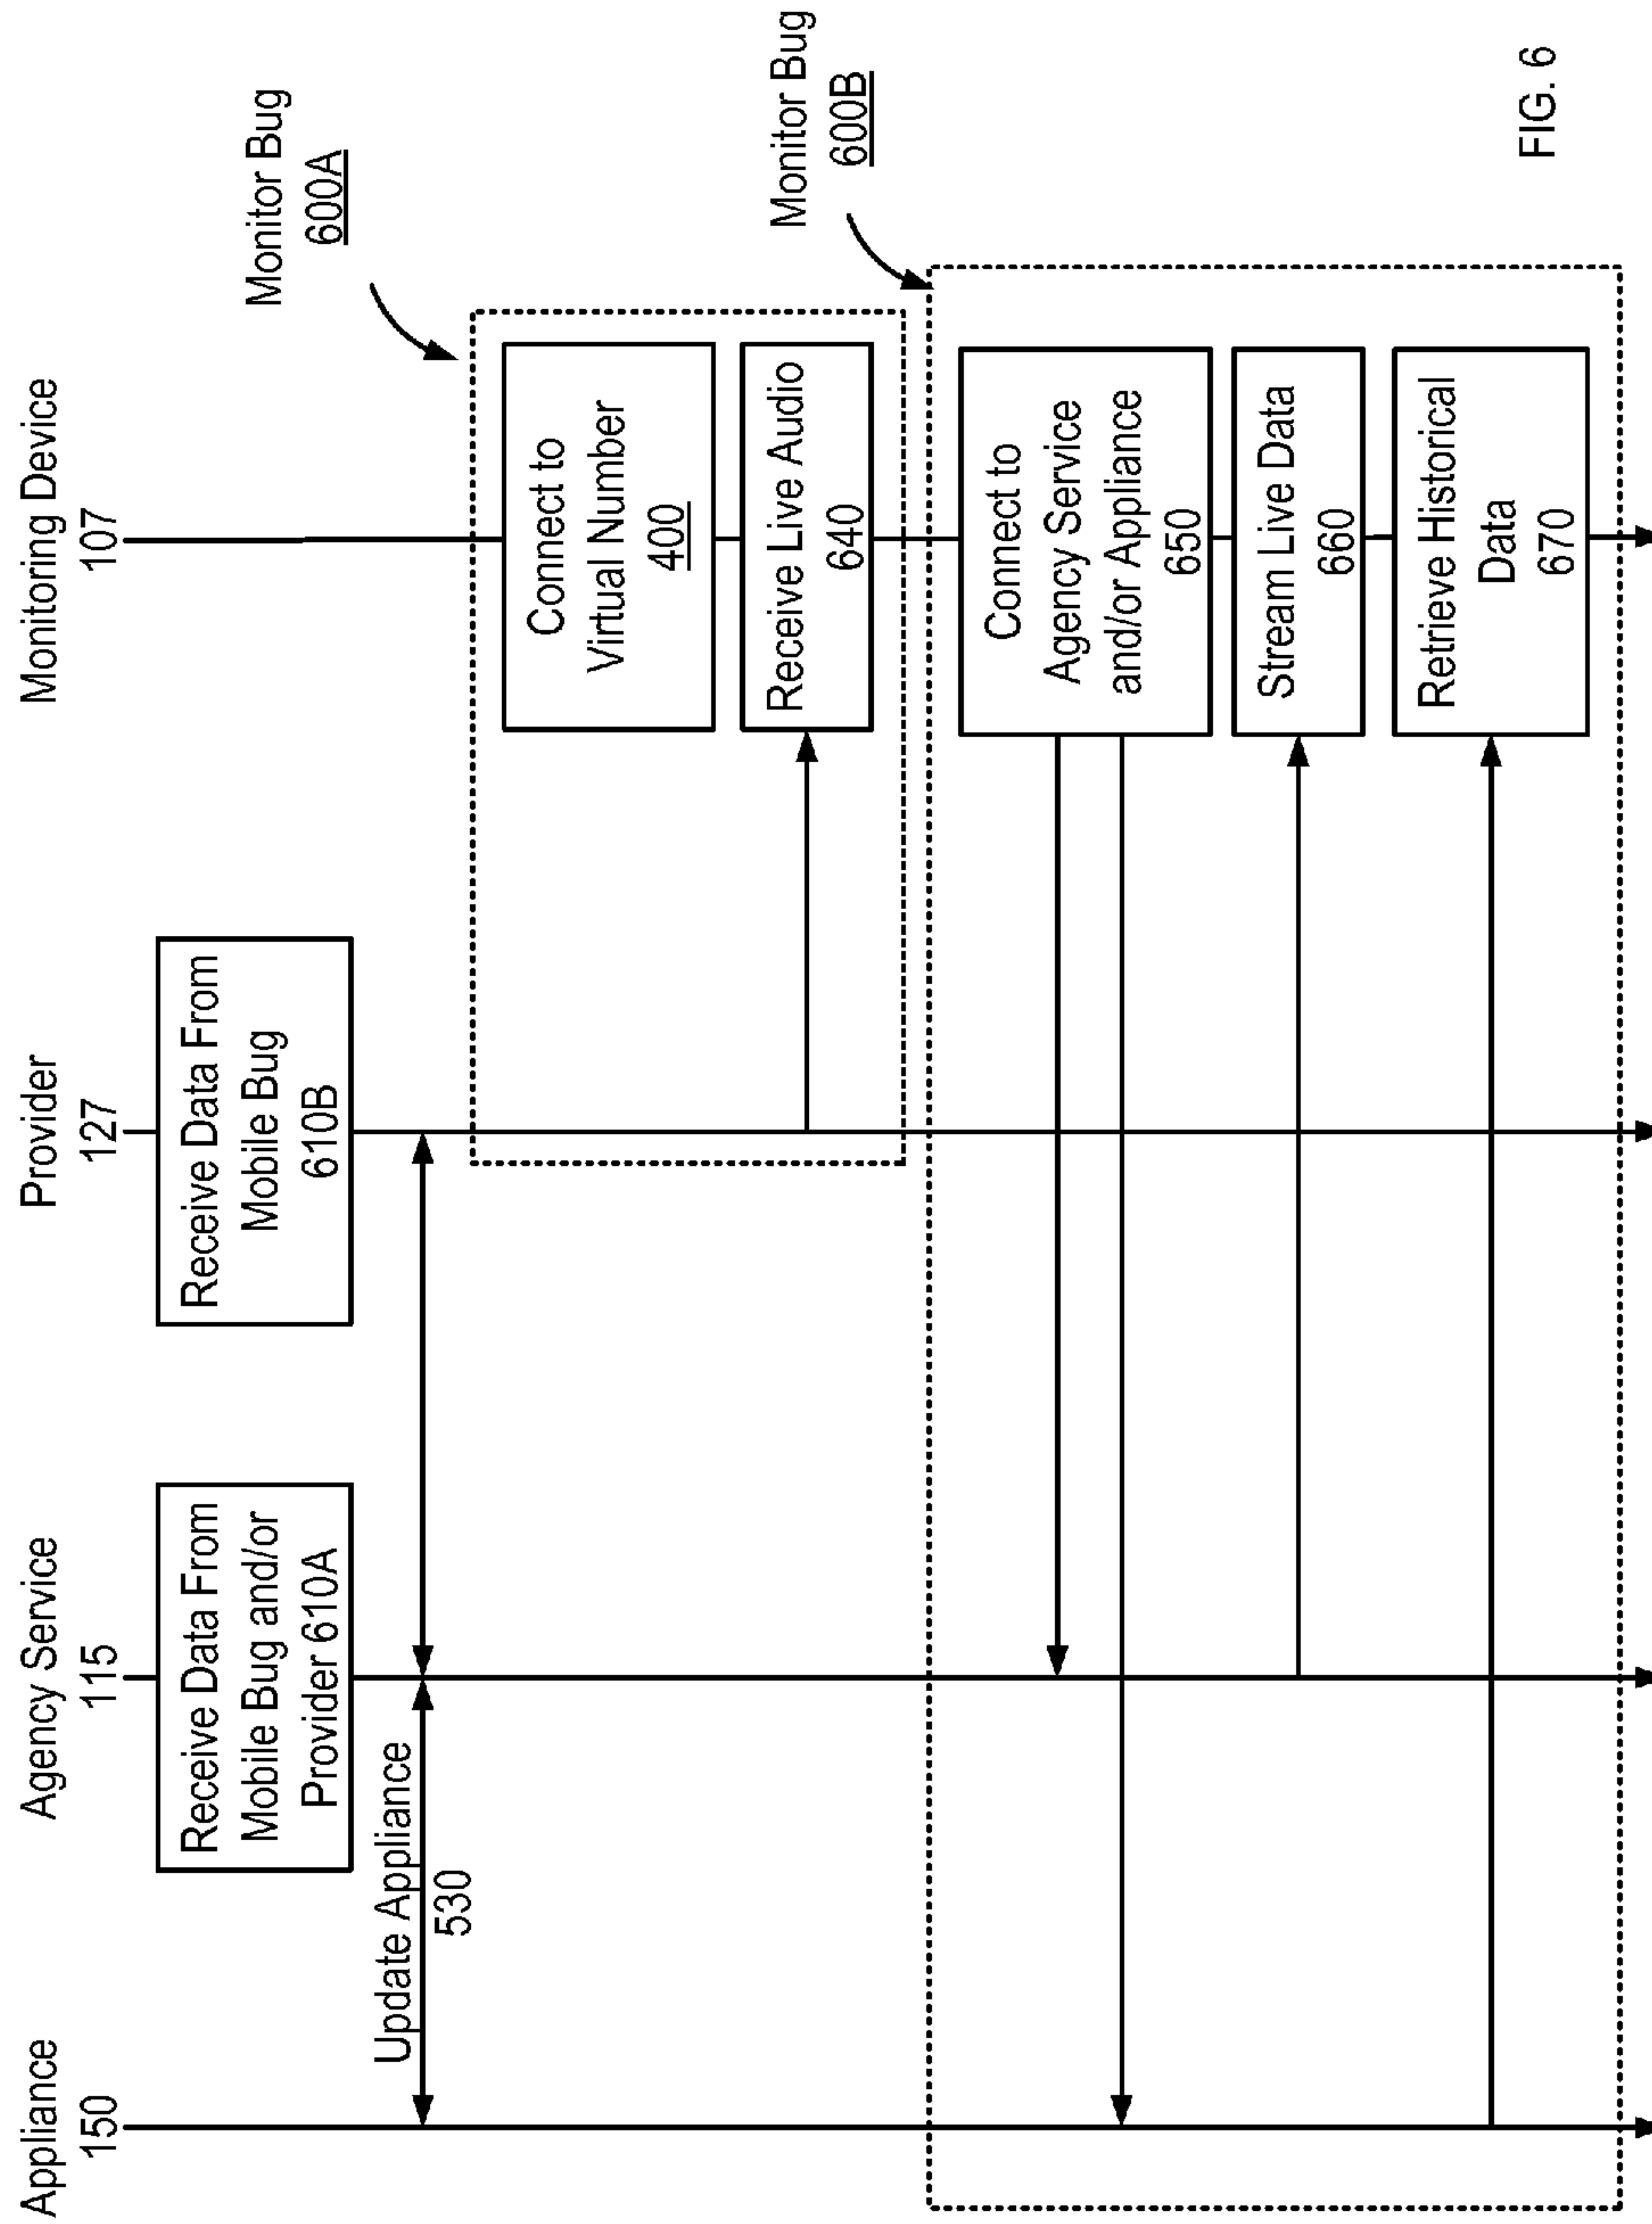 Appliance
150
Agency Service
115
Provider
127
Monitoring Device
107
Receive Data From
Mobile Bug and/or
Provider 610A
Receive Data From
Mobile Bug
610B
Update Appliance
530
Monitor Bug
600A
Connect to
Virtual Number
400
Receive Live Audio
640
Monitor Bug
600B
Connect to
Agency Service
and/or Appliance
650
Stream Live Data
660
Retrieve Historical
Data
670
FIG. 6